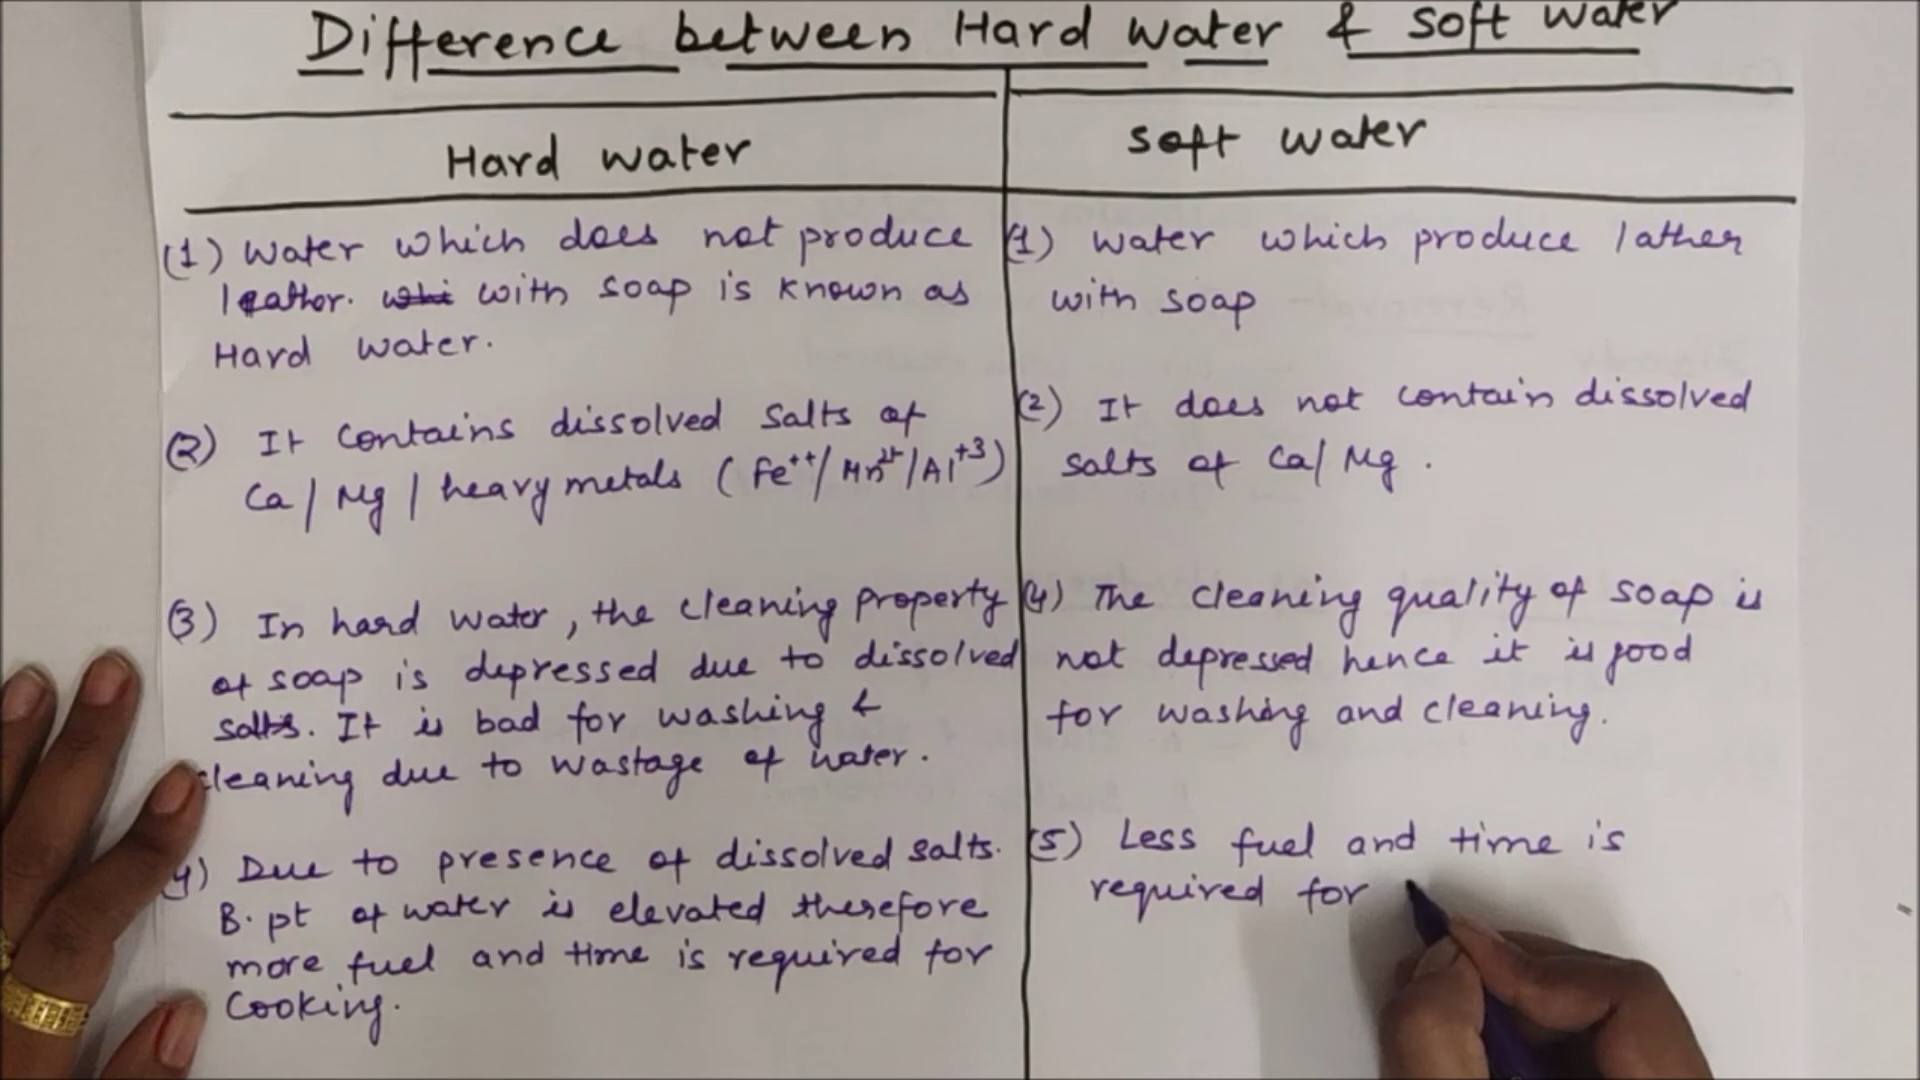 Difference between Hard water & soft water
Hard water
soft water
(1) Water which does not produce
lather. with soap is known as
Hard water.
(2) It contains dissolved salts of
Ca / Mg / heavy metals (Fe⁺⁺/Mn²⁺/Al⁺³)
(3) In hard water, the cleaning property
of soap is depressed due to dissolved
salts. It is bad for washing &
cleaning due to wastage of water.
(4) Due to presence of dissolved salts.
B.pt of water is elevated therefore
more fuel and time is required for
cooking.
(1) Water which produce lather
with soap
(2) It does not contain dissolved
salts of Ca/Mg.
(4) The cleaning quality of soap is
not depressed hence it is good
for washing and cleaning.
(5) Less fuel and time is
required for